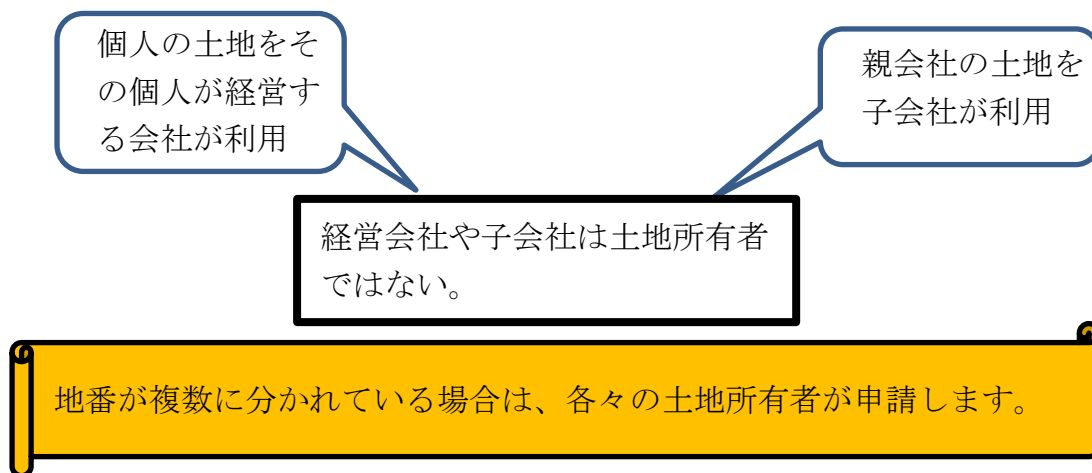 個人の土地をそ
の個人が経営す
る会社が利用
親会社の土地を
子会社が利用
経営会社や子会社は土地所有者
ではない。
地番が複数に分かれている場合は、各々の土地所有者が申請します。